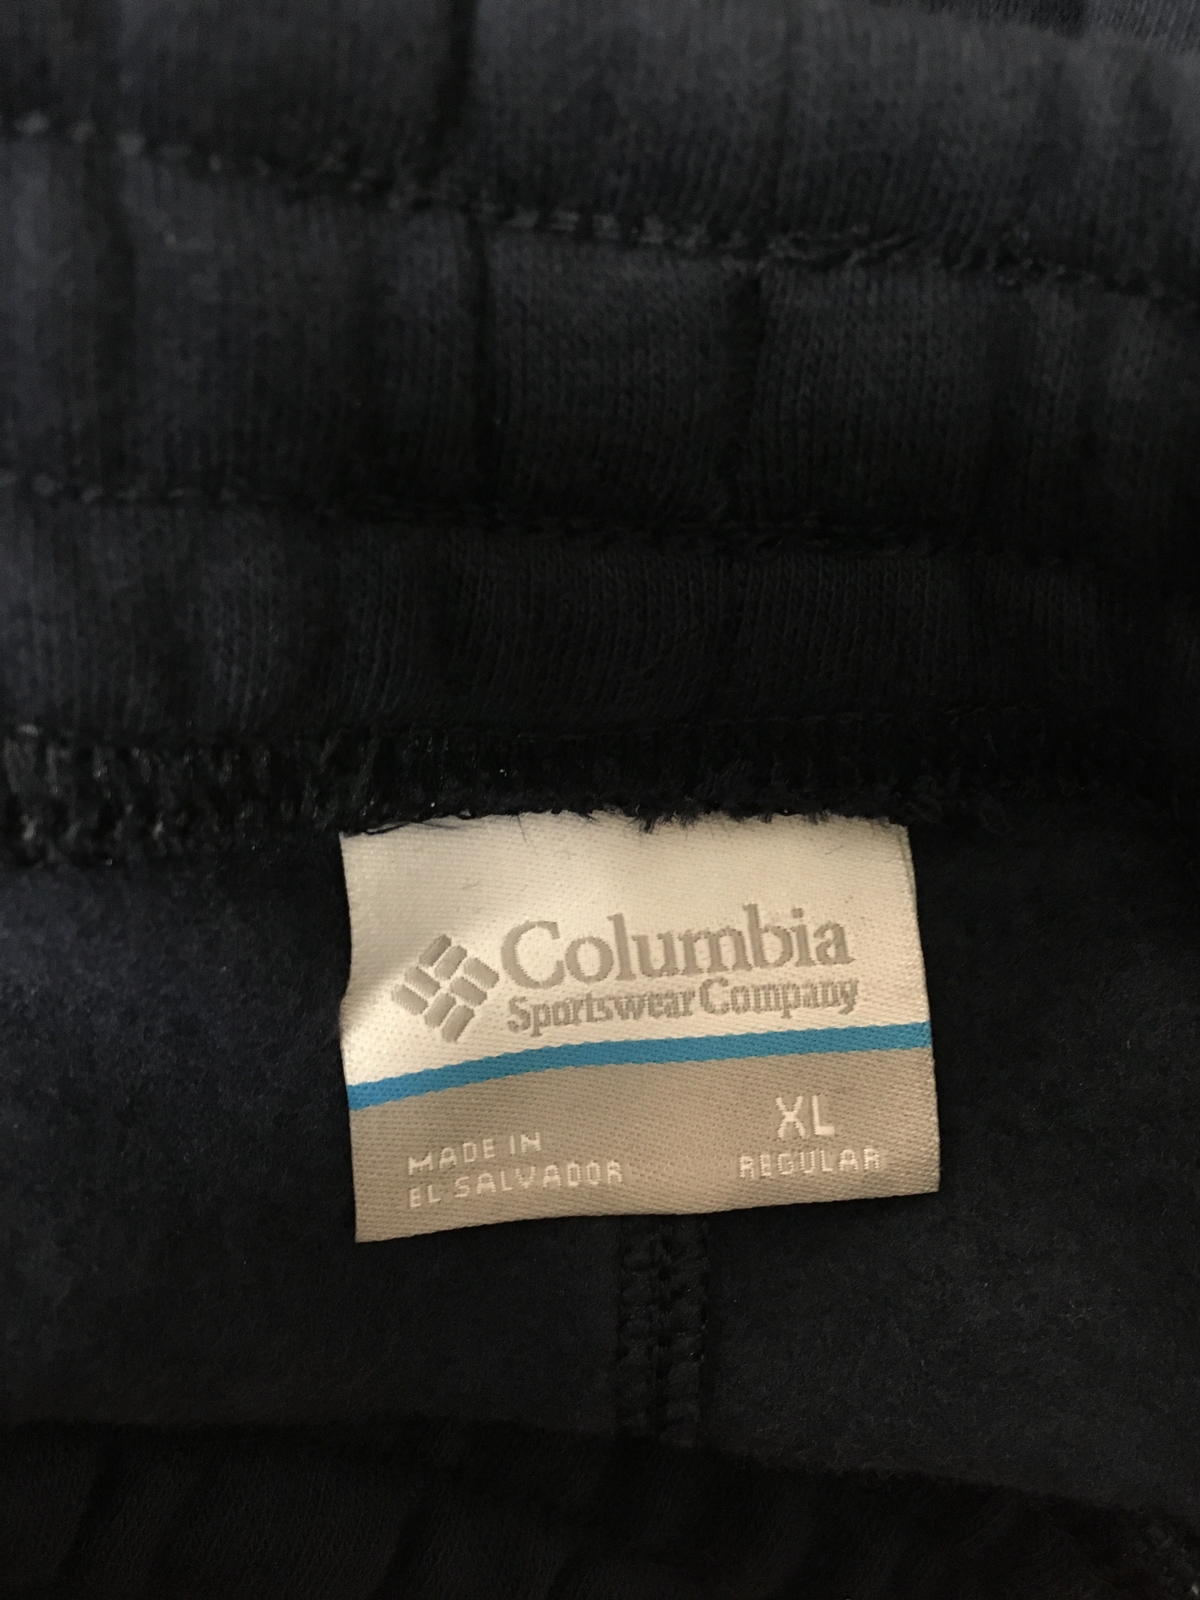 Columbia
Sportswear Company
XL
MADE IN
REGULAR
EL SALVADOR